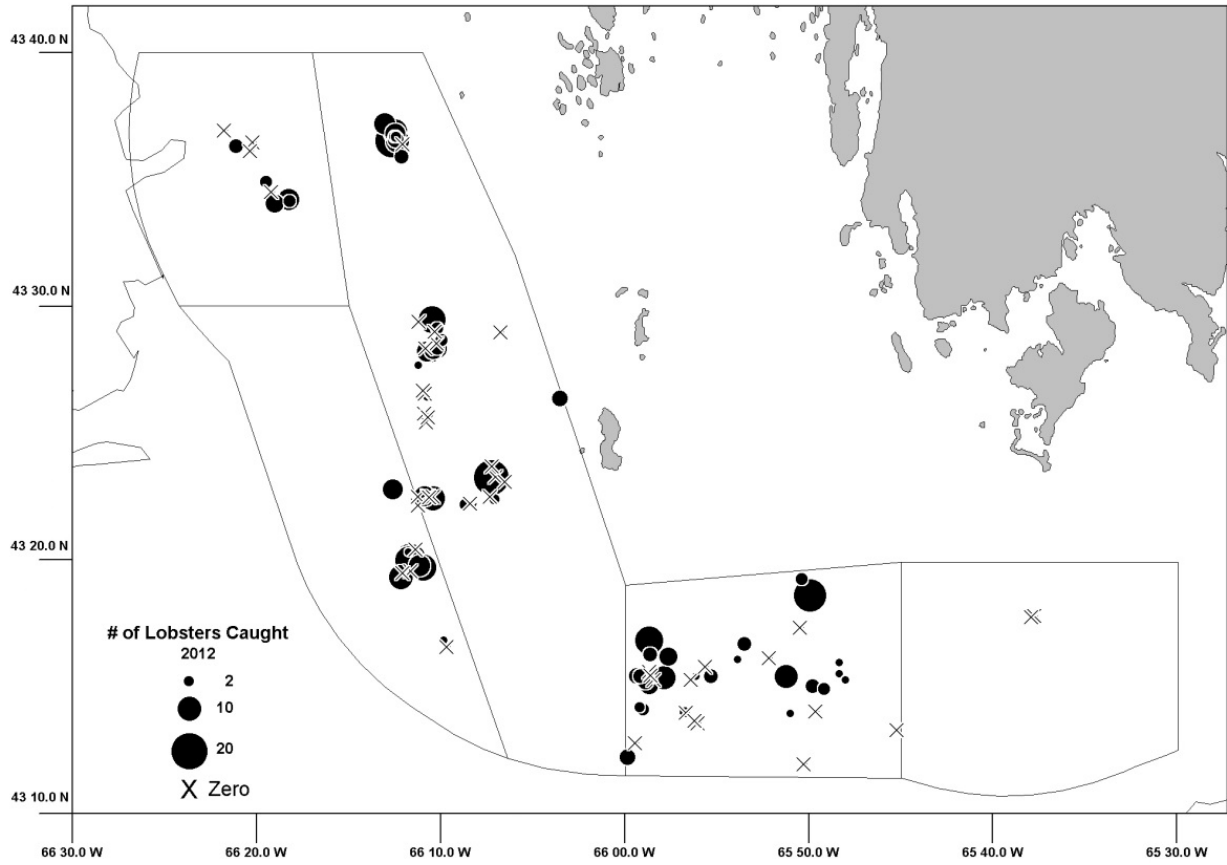 43 40.0 N
43 30.0 N
43 20.0 N
# of Lobsters Caught
2012
2
10
20
X Zero
43 10.0 N
66 30.0 W 66 20.0 W 66 10.0 W 66 00.0 W 65 50.0 W 65 40.0 W 65 30.0 W